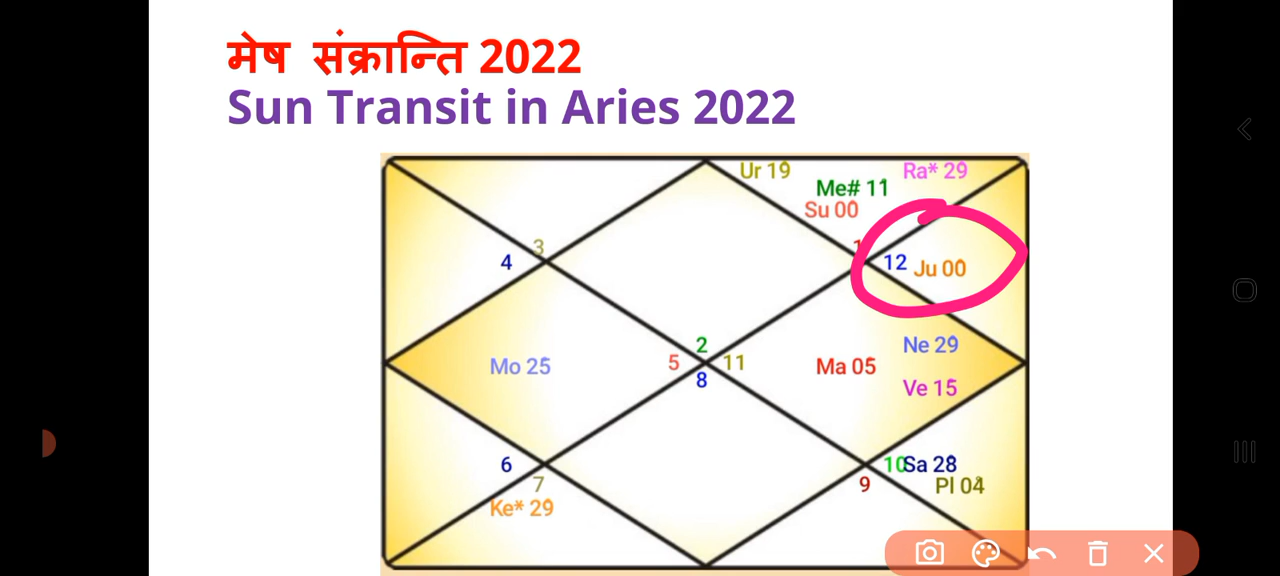 मेष संक्रान्ति 2022
Sun Transit in Aries 2022
Ur 19
Ra* 29
Me# 11
Su 00
3
1
4
12 Ju 00
2
Ne 29
Mo 25
5
11
Ma 05
8
Ve 15
6
10 Sa 28
7
9
Pl 04
Ke* 29